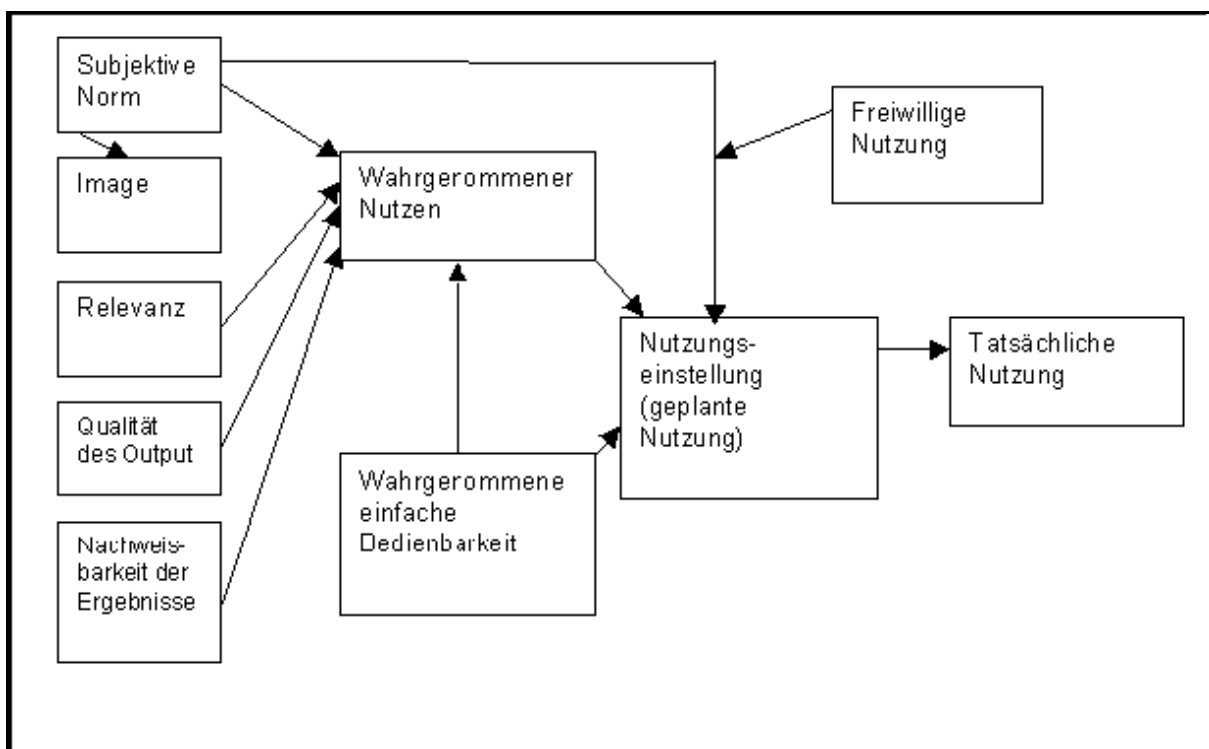 Subjektive
Norm
Image
Relevanz
Qualität
des Output
Nachweis-
barkeit der
Ergebnisse
Wahrgerommener
Nutzen
Wahrgerommene
einfache
Dedienbarkeit
Freiwillige
Nutzung
Nutzungs-
einstellung
(geplante
Nutzung)
Tatsächliche
Nutzung